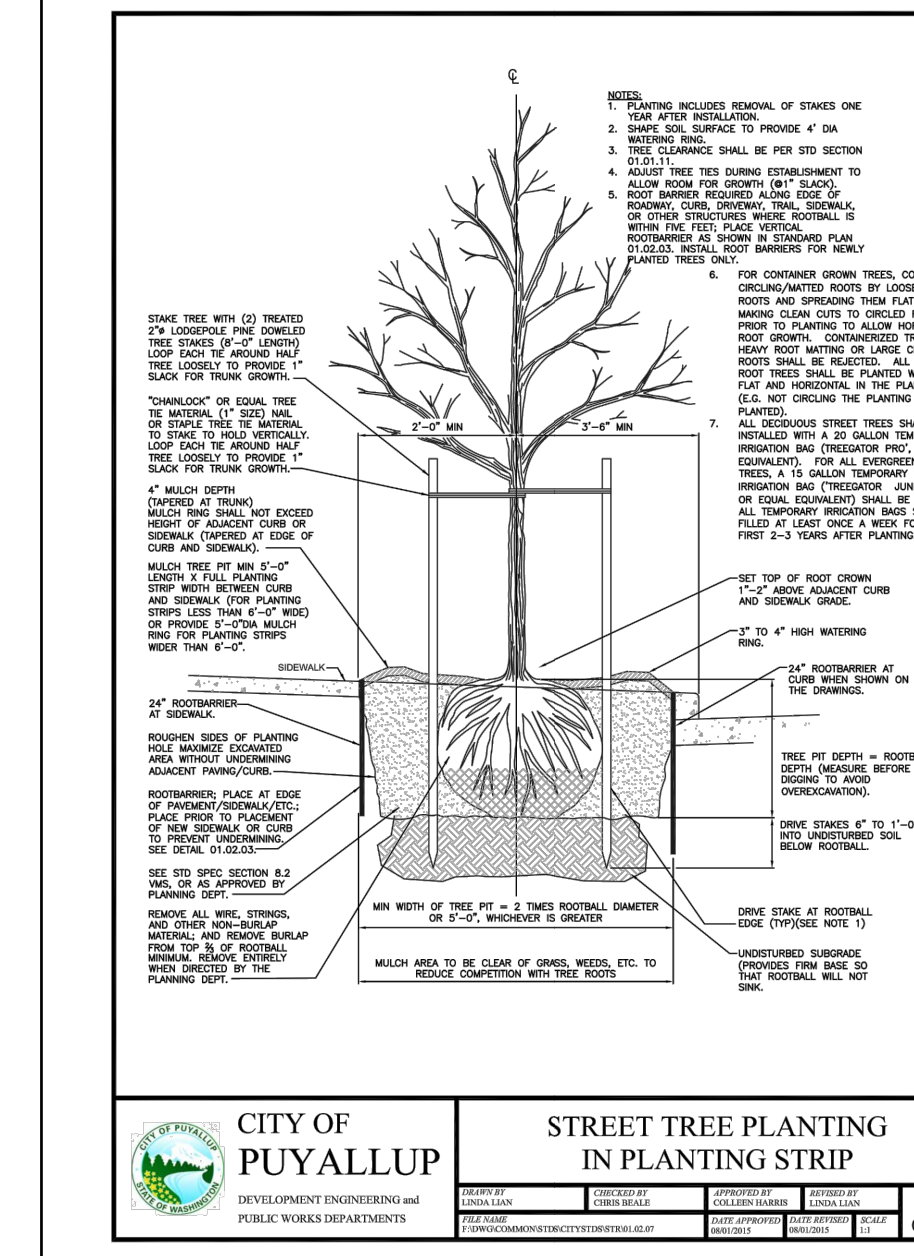 ℄
NOTES:
1. PLANTING INCLUDES REMOVAL OF STAKES ONE
YEAR AFTER INSTALLATION.
2. SHAPE SOIL SURFACE TO PROVIDE 4' DIA
WATERING RING.
3. TREE CLEARANCE SHALL BE PER STD SECTION
01.01.11.
4. ADJUST TREE TIES DURING ESTABLISHMENT TO
ALLOW ROOM FOR GROWTH (@1" SLACK).
5. ROOT BARRIER REQUIRED ALONG EDGE OF
ROADWAY, CURB, DRIVEWAY, TRAIL, SIDEWALK,
OR OTHER STRUCTURES WHERE ROOTBALL IS
WITHIN FIVE FEET; PLACE VERTICAL
ROOTBARRIER AS SHOWN IN STANDARD PLAN
01.02.03. INSTALL ROOT BARRIERS FOR NEWLY
PLANTED TREES ONLY.
6. FOR CONTAINER GROWN TREES,
CIRCLING/MATTED ROOTS BY
ROOTS AND SPREADING THEM FLAT
MAKING CLEAN CUTS TO CIRCLED
PRIOR TO PLANTING TO ALLOW
ROOT GROWTH. CONTAINERIZED
HEAVY ROOT MATTING OR LARGE
ROOTS SHALL BE REJECTED. ALL
ROOT TREES SHALL BE PLANTED
FLAT AND HORIZONTAL IN THE
(E.G. NOT CIRCLING THE PLANTING
PLANTED).
7. ALL DECIDUOUS STREET TREES
INSTALLED WITH A 20 GALLON
IRRIGATION BAG (TREEGATOR PRO',
EQUIVALENT). FOR ALL
TREES, A 15 GALLON TEMPORARY
IRRIGATION BAG ('TREEGATOR
OR EQUAL EQUIVALENT) SHALL BE
ALL TEMPORARY IRRICATION BAGS
FILLED AT LEAST ONCE A WEEK
FIRST 2-3 YEARS AFTER PLANTING
STAKE TREE WITH (2) TREATED
2"ø LODGEPOLE PINE DOWELED
TREE STAKES (8'-0" LENGTH)
LOOP EACH TIE AROUND HALF
TREE LOOSELY TO PROVIDE 1"
SLACK FOR TRUNK GROWTH.
"CHAINLOCK" OR EQUAL TREE
TIE MATERIAL (1" SIZE) NAIL
OR STAPLE TREE TIE MATERIAL
TO STAKE TO HOLD VERTICALLY.
LOOP EACH TIE AROUND HALF
TREE LOOSELY TO PROVIDE 1"
SLACK FOR TRUNK GROWTH.
2'-0" MIN
3'-6" MIN
4" MULCH DEPTH
(TAPERED AT TRUNK)
MULCH RING SHALL NOT EXCEED
HEIGHT OF ADJACENT CURB OR
SIDEWALK (TAPERED AT EDGE OF
CURB AND SIDEWALK).
MULCH TREE PIT MIN 5'-0"
LENGTH X FULL PLANTING
STRIP WIDTH BETWEEN CURB
AND SIDEWALK (FOR PLANTING
STRIPS LESS THAN 6'-0" WIDE)
OR PROVIDE 5'-0"DIA MULCH
RING FOR PLANTING STRIPS
WIDER THAN 6'-0".
SIDEWALK
24" ROOTBARRIER
AT SIDEWALK.
ROUGHEN SIDES OF PLANTING
HOLE MAXIMIZE EXCAVATED
AREA WITHOUT UNDERMINING
ADJACENT PAVING/CURB.
ROOTBARRIER; PLACE AT EDGE
OF PAVEMENT/SIDEWALK/ETC.;
PLACE PRIOR TO PLACEMENT
OF NEW SIDEWALK OR CURB
TO PREVENT UNDERMINING.
SEE DETAIL 01.02.03.
SEE STD SPEC SECTION 8.2
VMS, OR AS APPROVED BY
PLANNING DEPT.
REMOVE ALL WIRE, STRINGS,
AND OTHER NON-BURLAP
MATERIAL; AND REMOVE BURLAP
FROM TOP ⅔ OF ROOTBALL
MINIMUM. REMOVE ENTIRELY
WHEN DIRECTED BY THE
PLANNING DEPT.
SET TOP OF ROOT CROWN
1"-2" ABOVE ADJACENT CURB
AND SIDEWALK GRADE.
3" TO 4" HIGH WATERING
RING.
24" ROOTBARRIER AT
CURB WHEN SHOWN ON
THE DRAWINGS.
TREE PIT DEPTH =
DEPTH (MEASURE BEFORE
DIGGING TO AVOID
OVEREXCAVATION).
DRIVE STAKES 6" TO 1'-0
INTO UNDISTURBED SOIL
BELOW ROOTBALL.
DRIVE STAKE AT ROOTBALL
EDGE (TYP)(SEE NOTE 1)
UNDISTURBED SUBGRADE
(PROVIDES FIRM BASE SO
THAT ROOTBALL WILL NOT
SINK.
MIN WIDTH OF TREE PIT = 2 TIMES ROOTBALL DIAMETER
OR 5'-0", WHICHEVER IS GREATER
MULCH AREA TO BE CLEAR OF GRASS, WEEDS, ETC. TO
REDUCE COMPETITION WITH TREE ROOTS
CITY OF PUYALLUP
STATE OF WASHINGTON
CITY OF
PUYALLUP
DEVELOPMENT ENGINEERING and
PUBLIC WORKS DEPARTMENTS
STREET TREE PLANTING
IN PLANTING STRIP
DRAWN BY
LINDA LIAN
CHECKED BY
CHRIS BEALE
APPROVED BY
COLLEEN HARRIS
REVISED BY
LINDA LIAN
FILE NAME
F:\DWG\COMMON\STDS\CITYSTDS\STR\01.02.07
DATE APPROVED
08/01/2015
DATE REVISED
08/01/2015
SCALE
1:1